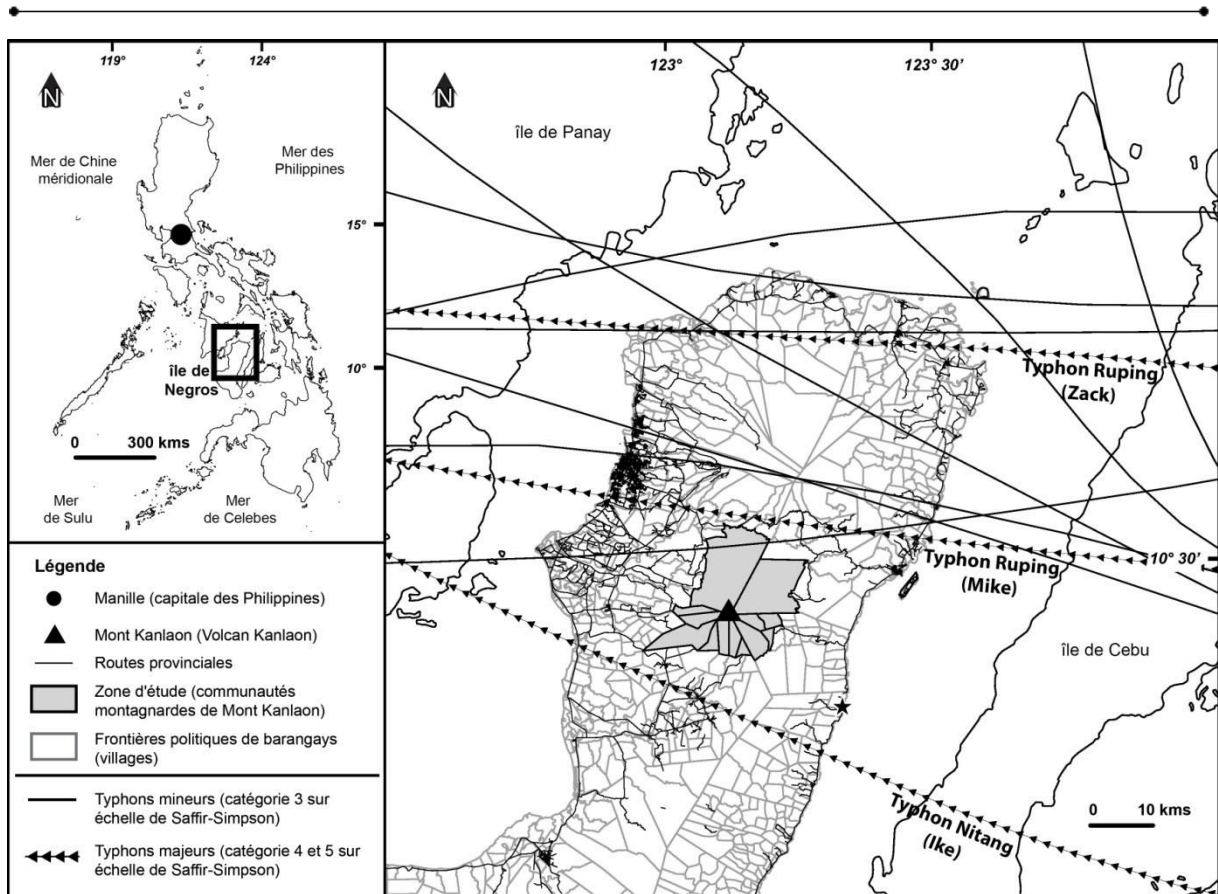 119°
124°
N
Mer de Chine
méridionale
Mer des
Philippines
15°
10°
île de
Negros
0 300 kms
Mer
de Sulu
Mer
de Celebes
Légende
Manille (capitale des Philippines)
Mont Kanlaon (Volcan Kanlaon)
Routes provinciales
Zone d'étude (communautés
montagnardes de Mont Kanlaon)
Frontières politiques de barangays
(villages)
Typhons mineurs (catégorie 3 sur
échelle de Saffir-Simpson)
Typhons majeurs (catégorie 4 et 5 sur
échelle de Saffir-Simpson)
123°
123° 30'
N
île de Panay
Typhon Ruping
(Zack)
Typhon Ruping
(Mike)
10° 30'
île de Cebu
Typhon Nitang
(Ike)
0 10 kms